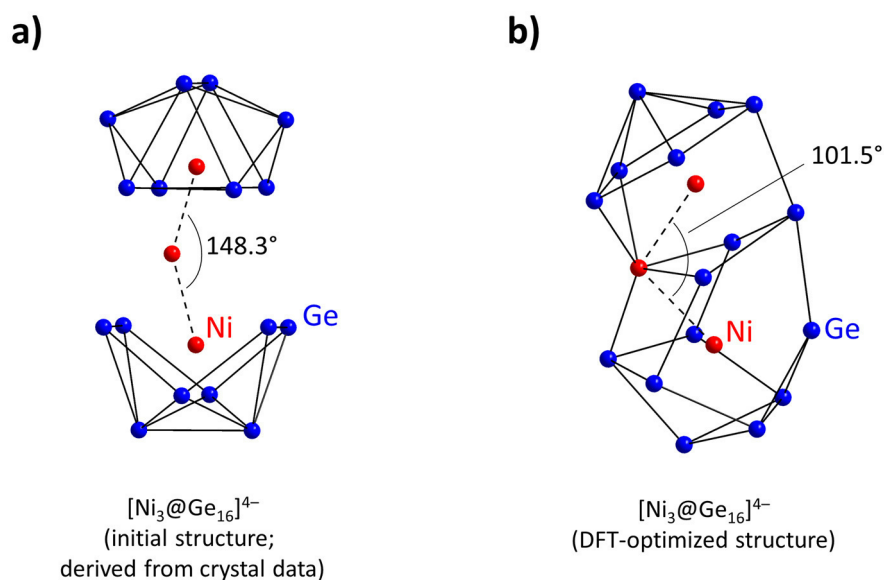 a)
b)
101.5°
148.3°
Ni
Ge
Ni
Ge
[Ni₃@Ge₁₆]⁴⁻
(initial structure;
derived from crystal data)
[Ni₃@Ge₁₆]⁴⁻
(DFT-optimized structure)